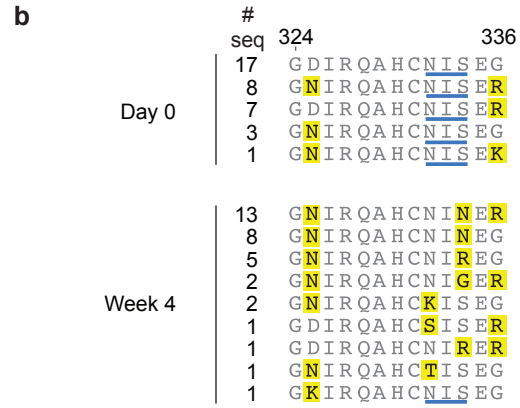 b
#
seq 324 336
17 GDIRQAHCNISEG
8 GNIRQAHCNISER
Day 0 7 GDIRQAHCNISER
3 GNIRQAHCNISEG
1 GNIRQAHCNISEK
13 GNIRQAHCNINER
8 GNIRQAHCNINEG
5 GNIRQAHCNIREG
2 GNIRQAHCNIGER
Week 4 2 GNIRQAHCKISEG
1 GDIRQAHCSISER
1 GDIRQAHCNIRER
1 GNIRQAHCTISEG
1 GKIRQAHCNISEG